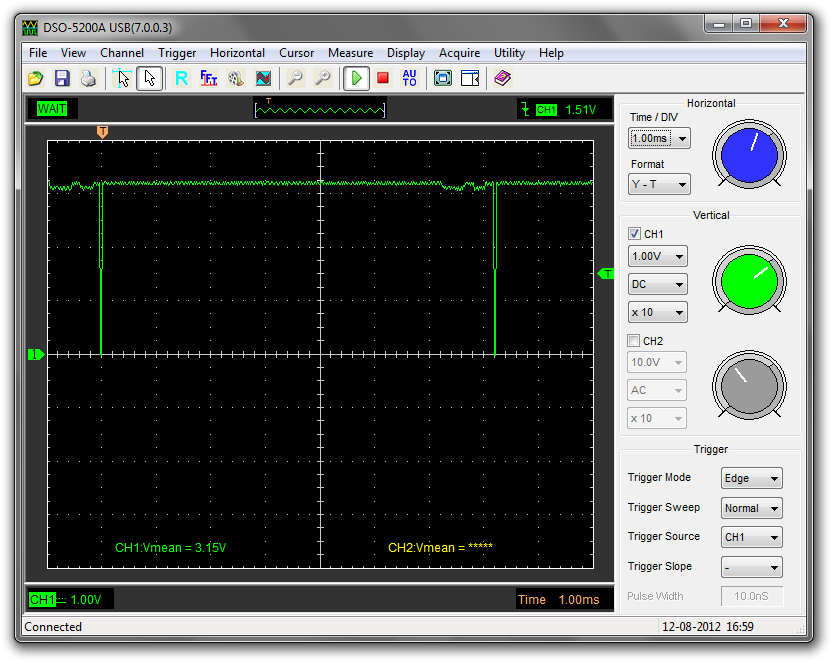 DSO-5200A USB(7.0.0.3)
File View Channel Trigger Horizontal Cursor Measure Display Acquire Utility Help
R FFT AU TO
WAIT
T
CH1 1.51V
T
T
1
CH1:Vmean = 3.15V
CH2:Vmean = *****
CH1 1.00V
Time 1.00ms
Horizontal
Time / DIV
1.00ms
Format
Y - T
Vertical
CH1
1.00V
DC
x 10
CH2
10.0V
AC
x 10
Trigger
Trigger Mode Edge
Trigger Sweep Normal
Trigger Source CH1
Trigger Slope -
Pulse Width 10.0nS
Connected
12-08-2012 16:59